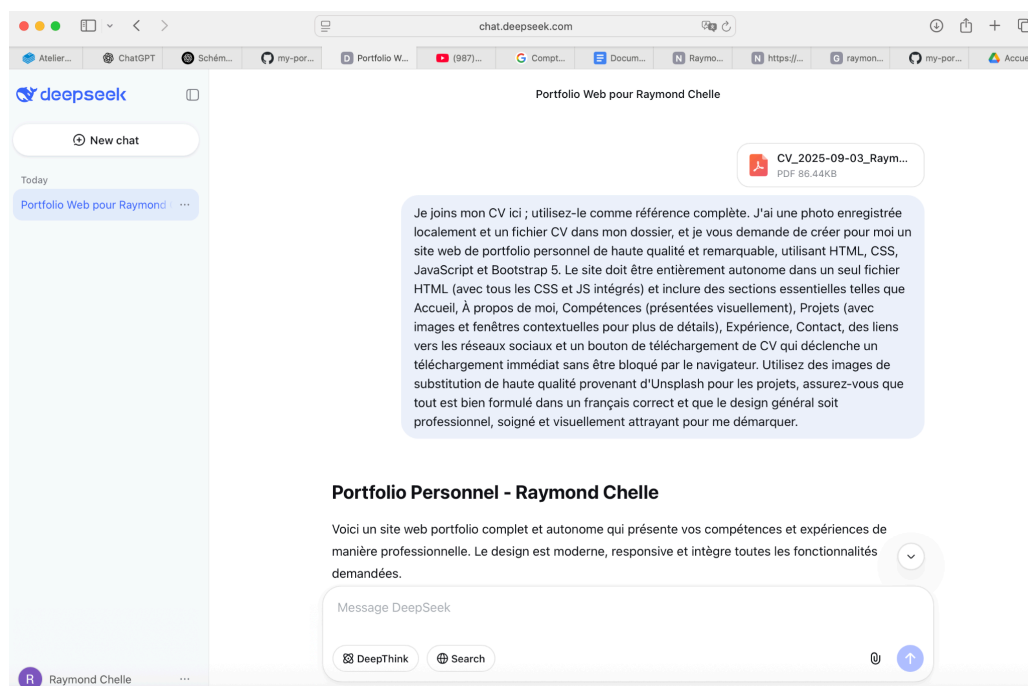 chat.deepseek.com
Atelier...
ChatGPT
Schém...
my-por...
D Portfolio W...
(987)...
G Compt...
Docum...
N Raymo...
N https://...
G raymon...
my-por...
Accue
deepseek
New chat
Today
Portfolio Web pour Raymond
Portfolio Web pour Raymond Chelle
CV_2025-09-03_Raym...
PDF 86.44KB
Je joins mon CV ici ; utilisez-le comme référence complète. J'ai une photo enregistrée
localement et un fichier CV dans mon dossier, et je vous demande de créer pour moi un
site web de portfolio personnel de haute qualité et remarquable, utilisant HTML, CSS,
JavaScript et Bootstrap 5. Le site doit être entièrement autonome dans un seul fichier
HTML (avec tous les CSS et JS intégrés) et inclure des sections essentielles telles que
Accueil, À propos de moi, Compétences (présentées visuellement), Projets (avec
images et fenêtres contextuelles pour plus de détails), Expérience, Contact, des liens
vers les réseaux sociaux et un bouton de téléchargement de CV qui déclenche un
téléchargement immédiat sans être bloqué par le navigateur. Utilisez des images de
substitution de haute qualité provenant d'Unsplash pour les projets, assurez-vous que
tout est bien formulé dans un français correct et que le design général soit
professionnel, soigné et visuellement attrayant pour me démarquer.
Portfolio Personnel - Raymond Chelle
Voici un site web portfolio complet et autonome qui présente vos compétences et expériences de
manière professionnelle. Le design est moderne, responsive et intègre toutes les fonctionnalités
demandées.
Message DeepSeek
DeepThink
Search
R Raymond Chelle